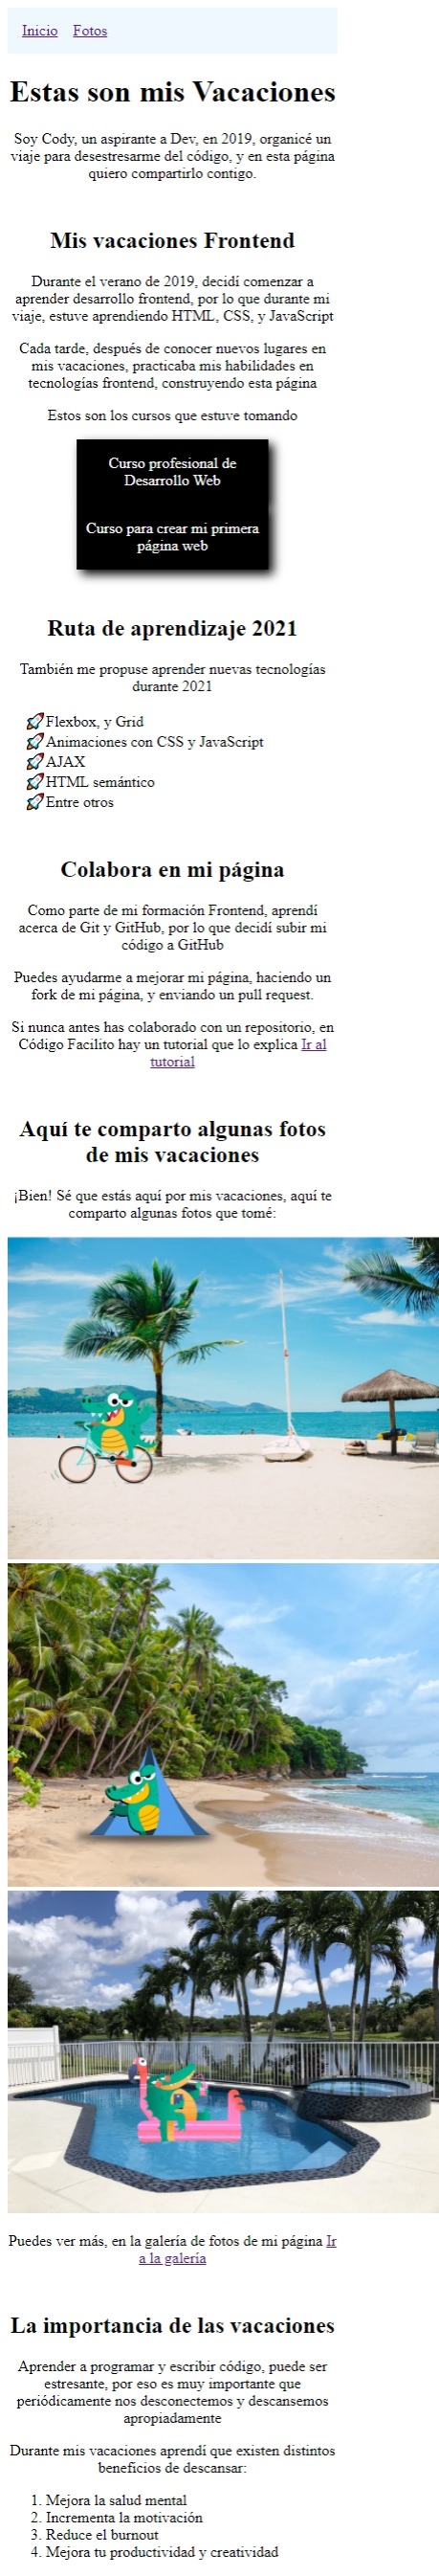 Inicio Fotos
Estas son mis Vacaciones
Soy Cody, un aspirante a Dev, en 2019, organicé un
viaje para desestresarme del código, y en esta página
quiero compartirlo contigo.
Mis vacaciones Frontend
Durante el verano de 2019, decidí comenzar a
aprender desarrollo frontend, por lo que durante mi
viaje, estuve aprendiendo HTML, CSS, y JavaScript
Cada tarde, después de conocer nuevos lugares en
mis vacaciones, practicaba mis habilidades en
tecnologías frontend, construyendo esta página
Estos son los cursos que estuve tomando
Curso profesional de
Desarrollo Web
Curso para crear mi primera
página web
Ruta de aprendizaje 2021
También me propuse aprender nuevas tecnologías
durante 2021
🚀Flexbox, y Grid
🚀Animaciones con CSS y JavaScript
🚀AJAX
🚀HTML semántico
🚀Entre otros
Colabora en mi página
Como parte de mi formación Frontend, aprendí
acerca de Git y GitHub, por lo que decidí subir mi
código a GitHub
Puedes ayudarme a mejorar mi página, haciendo un
fork de mi página, y enviando un pull request.
Si nunca antes has colaborado con un repositorio, en
Código Facilito hay un tutorial que lo explica Ir al
tutorial
Aquí te comparto algunas fotos
de mis vacaciones
¡Bien! Sé que estás aquí por mis vacaciones, aquí te
comparto algunas fotos que tomé:
Puedes ver más, en la galería de fotos de mi página Ir
a la galería
La importancia de las vacaciones
Aprender a programar y escribir código, puede ser
estresante, por eso es muy importante que
periódicamente nos desconectemos y descansemos
apropiadamente
Durante mis vacaciones aprendí que existen distintos
beneficios de descansar:
1. Mejora la salud mental
2. Incrementa la motivación
3. Reduce el burnout
4. Mejora tu productividad y creatividad